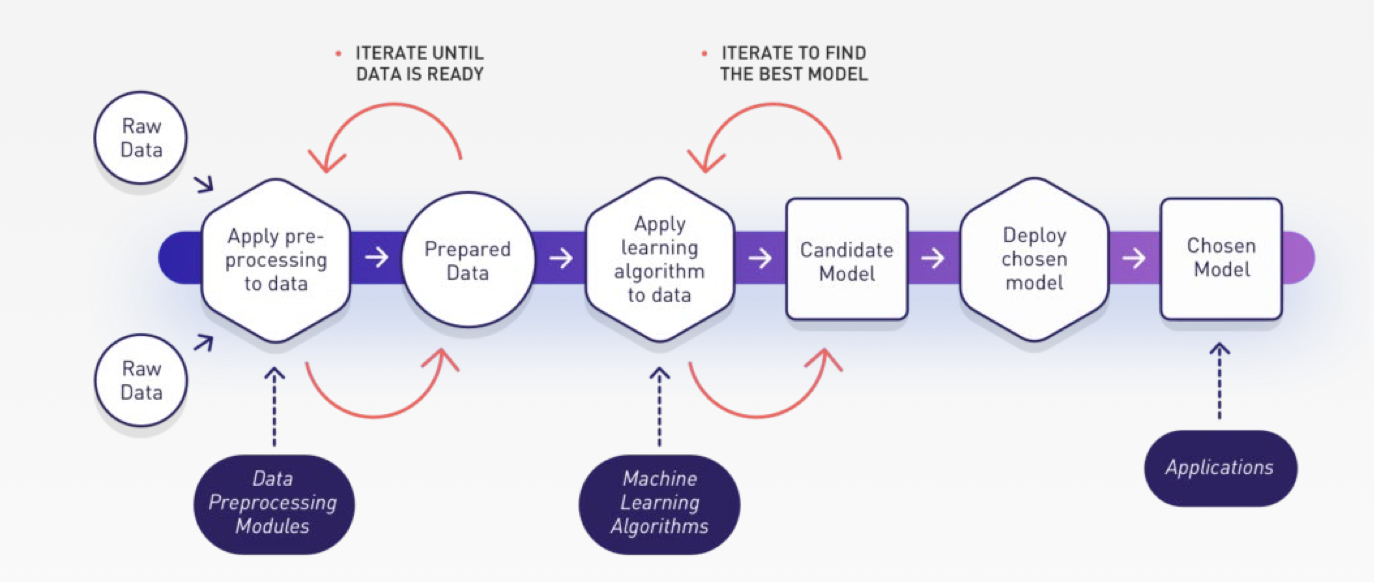 • ITERATE UNTIL
DATA IS READY
• ITERATE TO FIND
THE BEST MODEL
Raw
Data
Apply pre-
processing
to data
Prepared
Data
Apply
learning
algorithm
to data
Candidate
Model
Deploy
chosen
model
Chosen
Model
Raw
Data
Data
Preprocessing
Modules
Machine
Learning
Algorithms
Applications